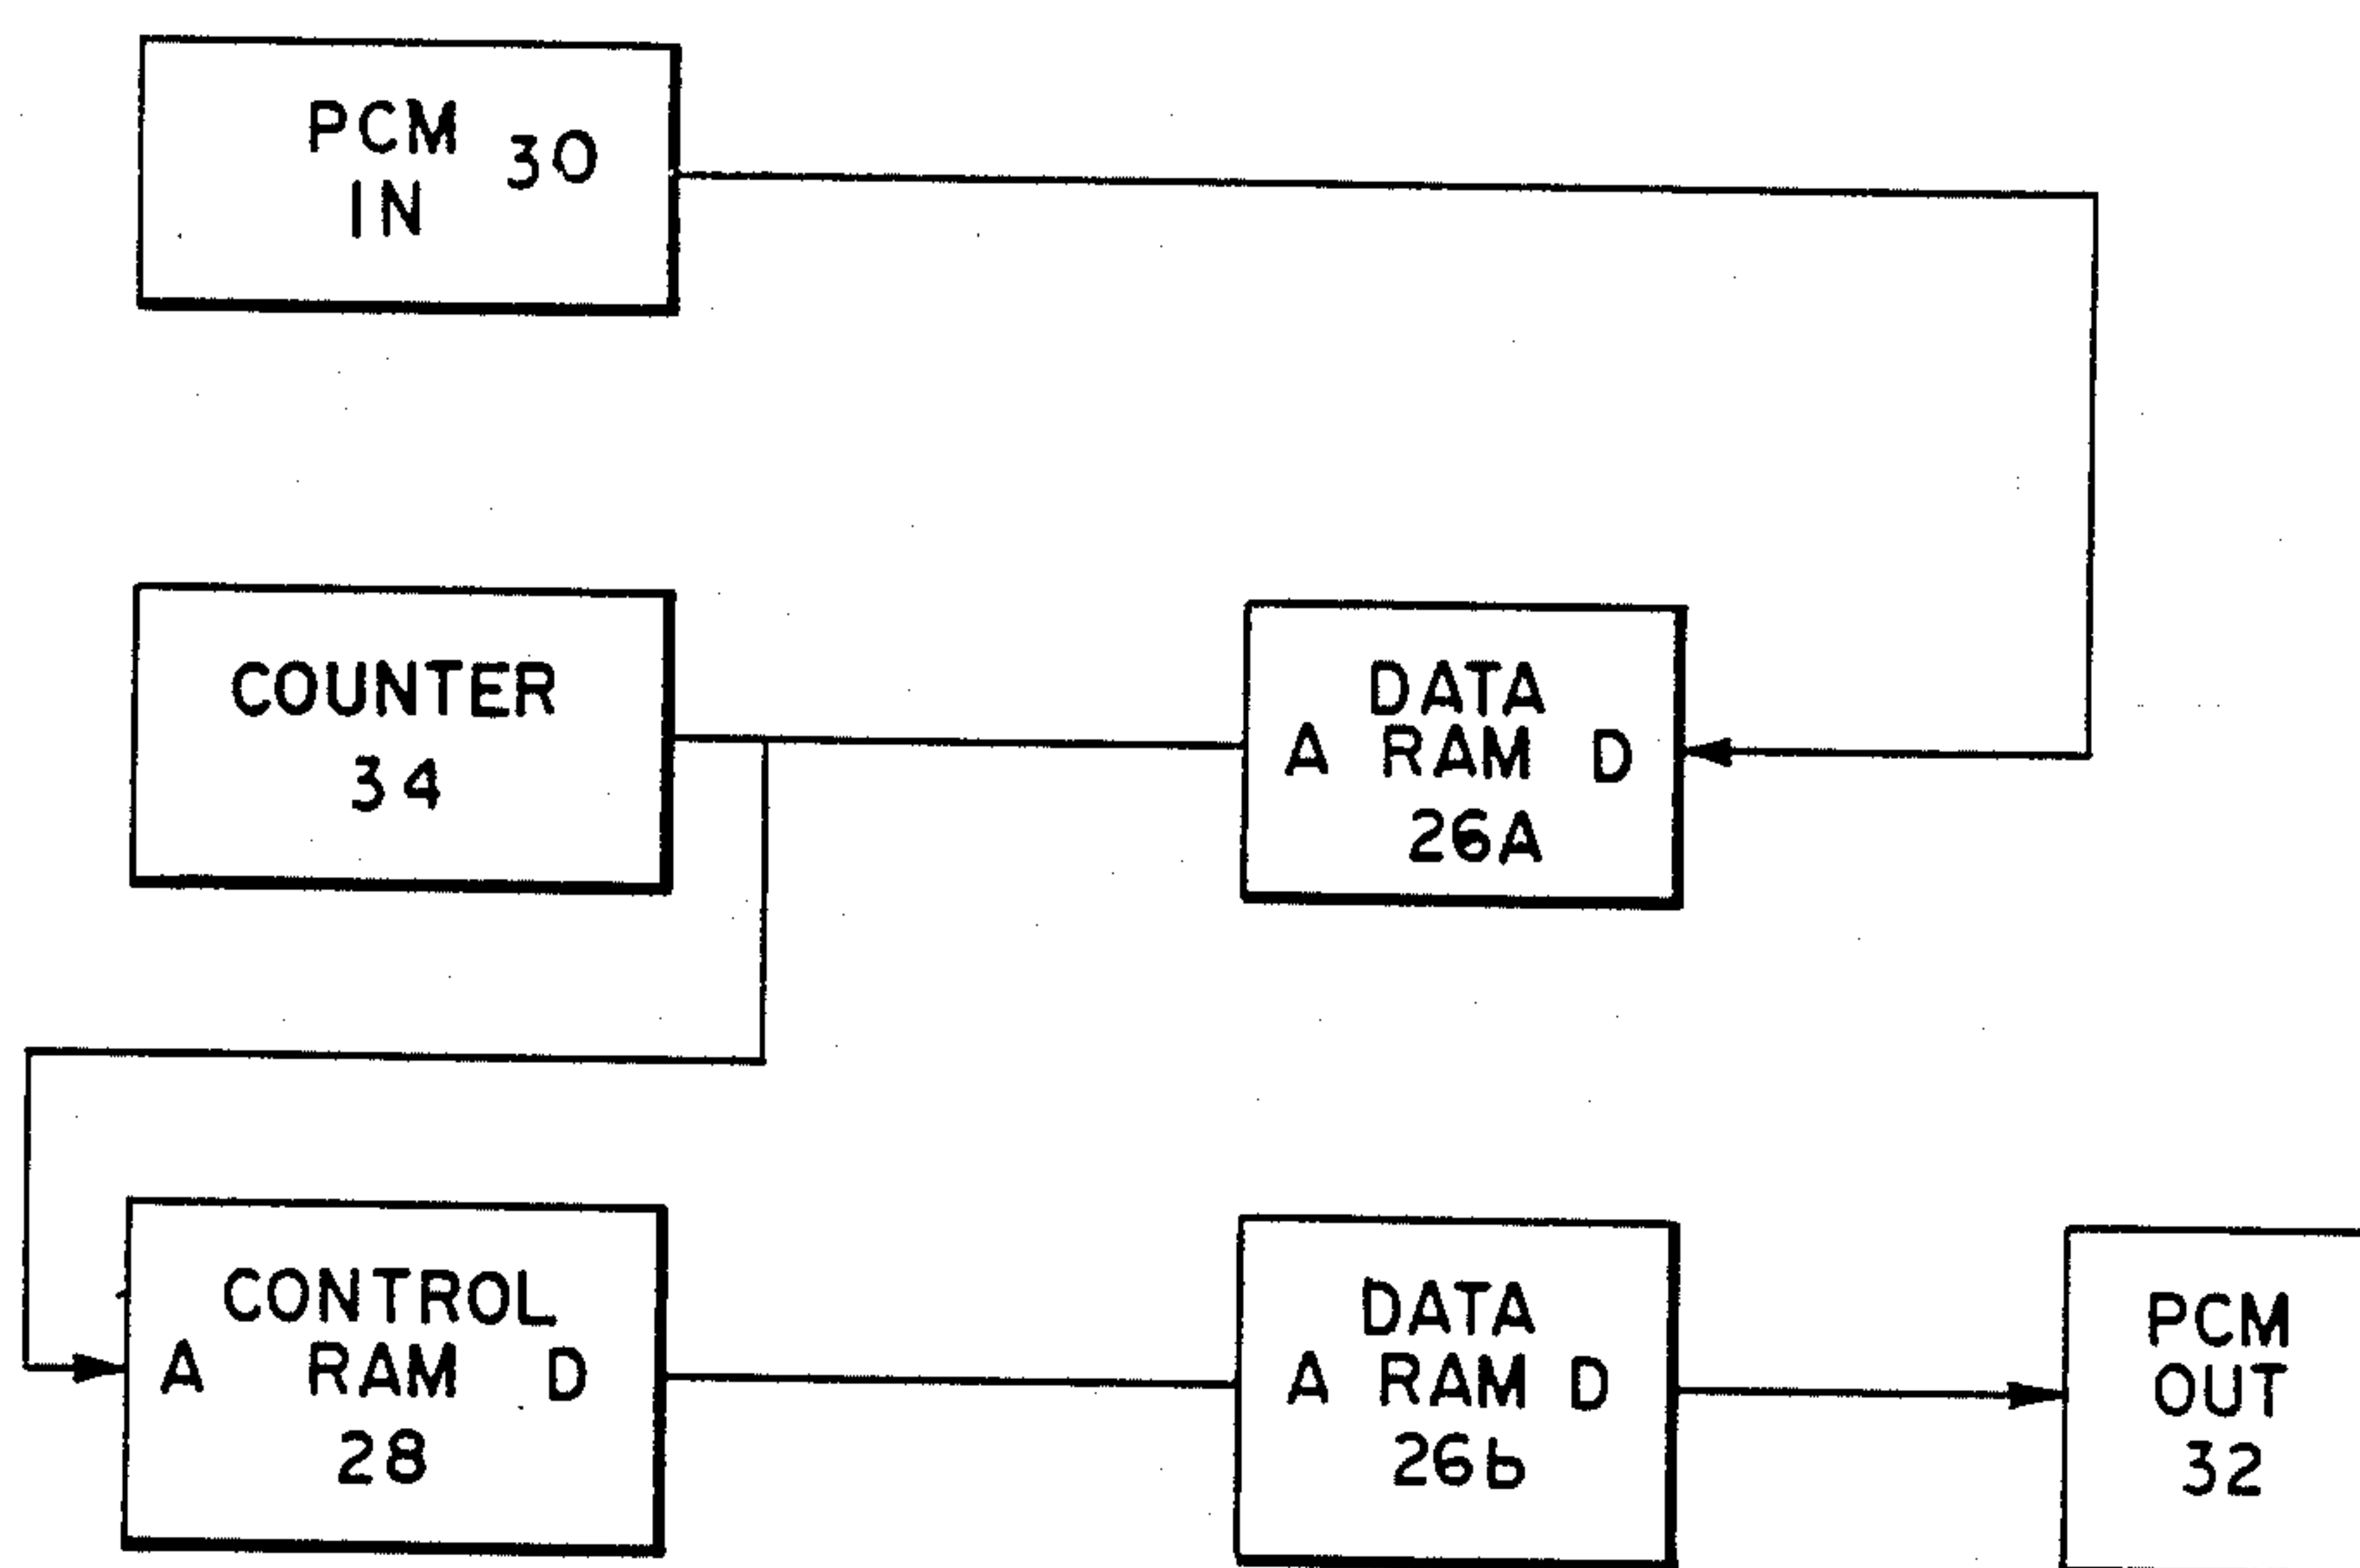 PCM 30
IN
COUNTER
34
DATA
A RAM D
26A
CONTROL
A RAM D
28
DATA
A RAM D
26b
PCM
OUT
32